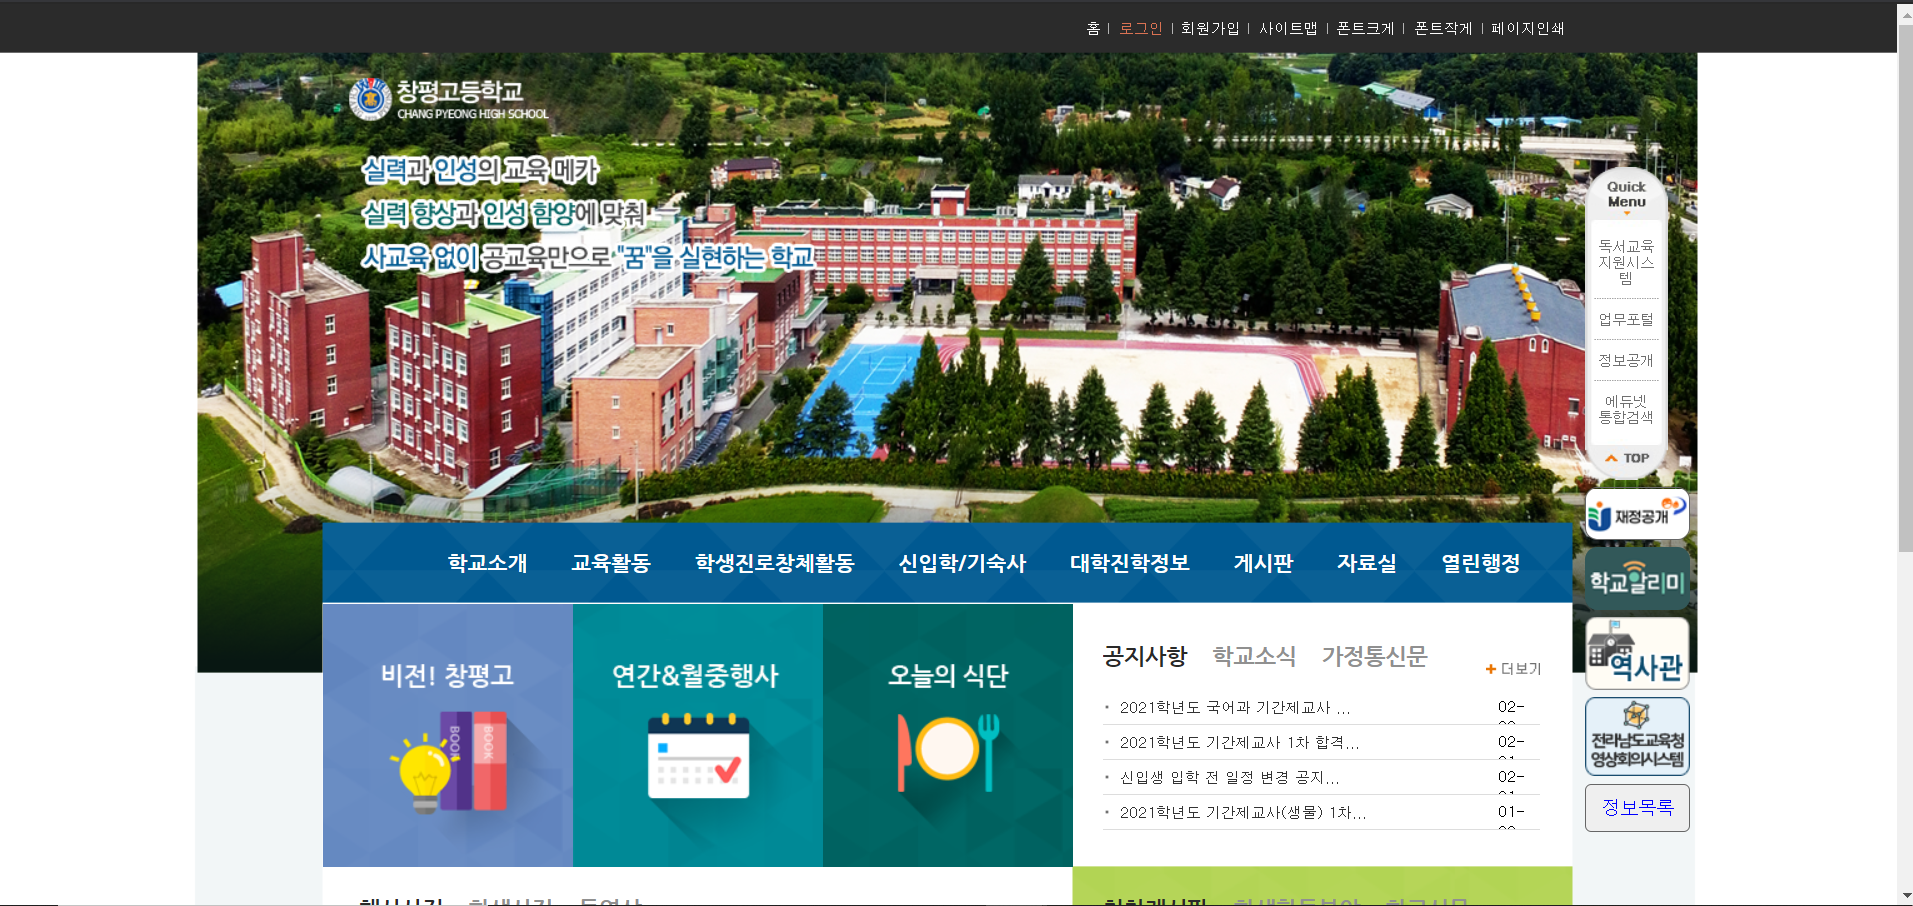 홈 | 로그인 | 회원가입 | 사이트맵 | 폰트크게 | 폰트작게 | 페이지인쇄
창평고등학교
CHANG PYEONG HIGH SCHOOL
실력과 인성의 교육 메카
실력 향상과 인성 함양에 맞춰
사교육 없이 공교육만으로 "꿈"을 실현하는 학교
Quick
Menu
독서교육
지원시스
템
업무포털
정보공개
에듀넷
통합검색
TOP
재정공개
학교알리미
역사관
전라남도교육청
영상회의시스템
정보목록
학교소개 교육활동 학생진로창체활동 신입학/기숙사 대학진학정보 게시판 자료실 열린행정
비전! 창평고
BOOK BOOK
연간&월중행사
오늘의 식단
공지사항 학교소식 가정통신문 + 더보기
2021학년도 국어과 기간제교사 ... 02-
2021학년도 기간제교사 1차 합격... 02-
신입생 입학 전 일정 변경 공지... 02-
2021학년도 기간제교사(생물) 1차... 01-